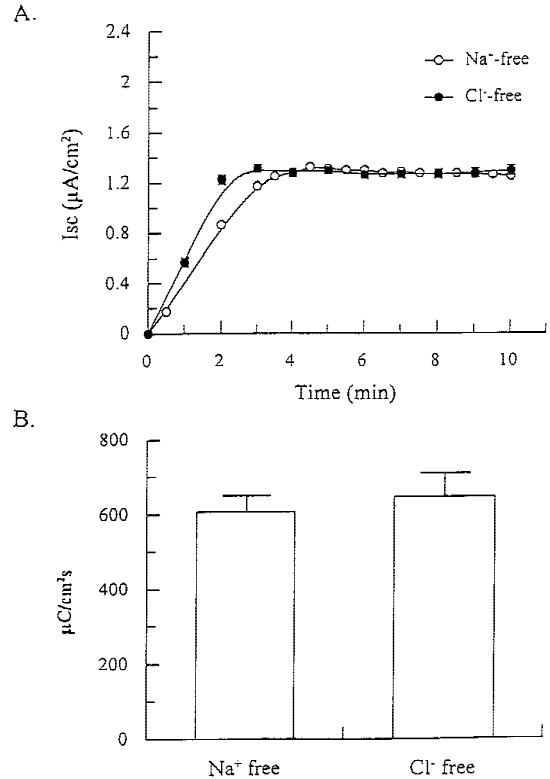 A.
2.4
2
1.6
1.2
0.8
0.4
0
Isc (μA/cm²)
Na⁺-free
Cl⁻-free
0 2 4 6 8 10
Time (min)
B.
800
600
400
200
0
μC/cm²s
Na⁺ free Cl⁻ free